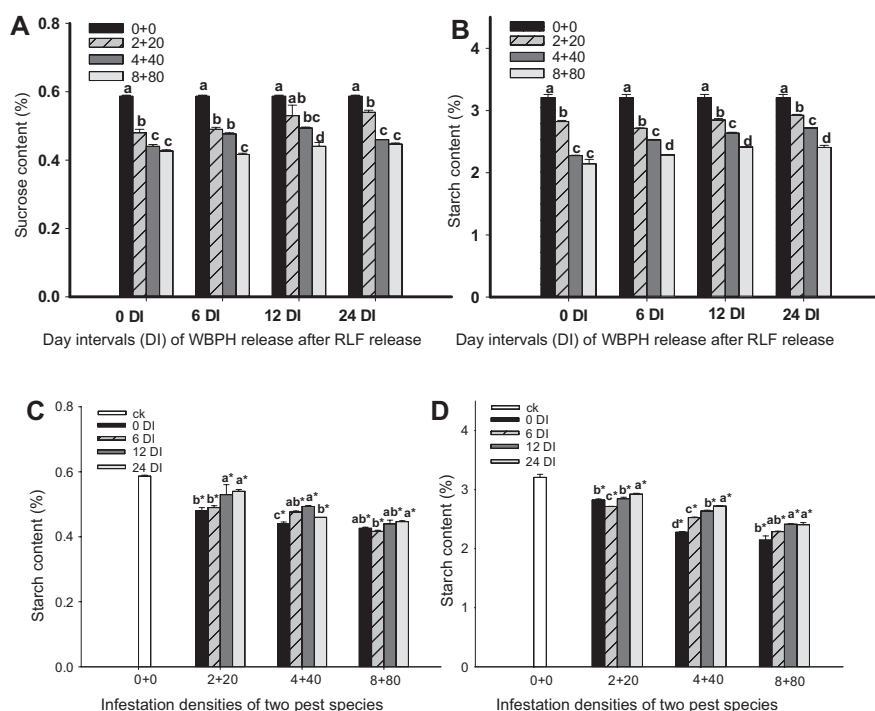 A
0+0
2+20
4+40
8+80
Sucrose content (%)
0.8
0.6
0.4
0.2
0.0
a
b
c
c
a
b
b
c
a
ab
bc
d
a
b
c
c
0 DI
6 DI
12 DI
24 DI
Day intervals (DI) of WBPH release after RLF release
B
0+0
2+20
4+40
8+80
Starch content (%)
4
3
2
1
0
a
b
c
c
a
b
c
d
a
b
c
d
a
b
c
d
0 DI
6 DI
12 DI
24 DI
Day intervals (DI) of WBPH release after RLF release
C
ck
0 DI
6 DI
12 DI
24 DI
Starch content (%)
0.8
0.6
0.4
0.2
0.0
b* b* a* a*
c* ab* a* b*
ab* b* a* a*
0+0
2+20
4+40
8+80
Infestation densities of two pest species
D
ck
0 DI
6 DI
12 DI
24 DI
Starch content (%)
4
3
2
1
0
b* c* b* a*
d* c* b* a*
b* ab* a* a*
0+0
2+20
4+40
8+80
Infestation densities of two pest species